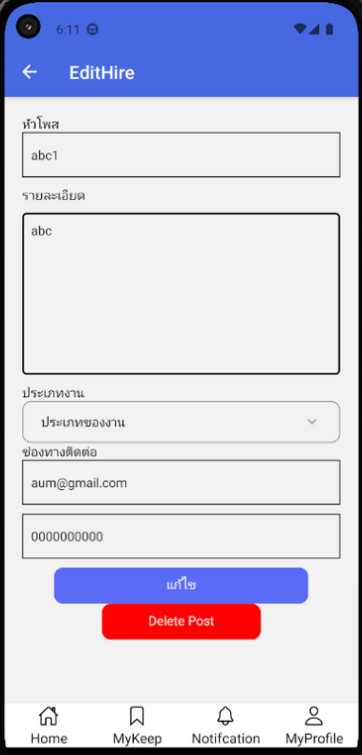 6:11
EditHire
หัวโพส
abc1
รายละเอียด
abc
ประเภทงาน
ประเภทของงาน
ช่องทางติดต่อ
aum@gmail.com
0000000000
แก้ไข
Delete Post
Home MyKeep Notifcation MyProfile